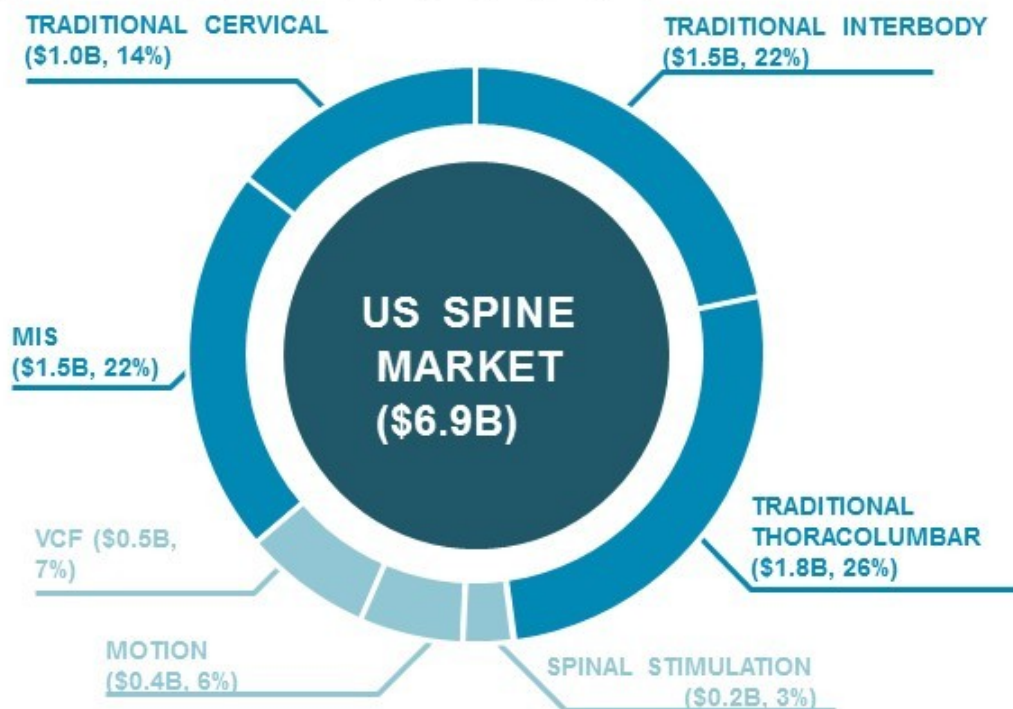 TRADITIONAL CERVICAL
($1.0B, 14%)
TRADITIONAL INTERBODY
($1.5B, 22%)
US SPINE
MARKET
($6.9B)
MIS
($1.5B, 22%)
TRADITIONAL
THORACOLUMBAR
($1.8B, 26%)
VCF ($0.5B,
7%)
MOTION
($0.4B, 6%)
SPINAL STIMULATION
($0.2B, 3%)